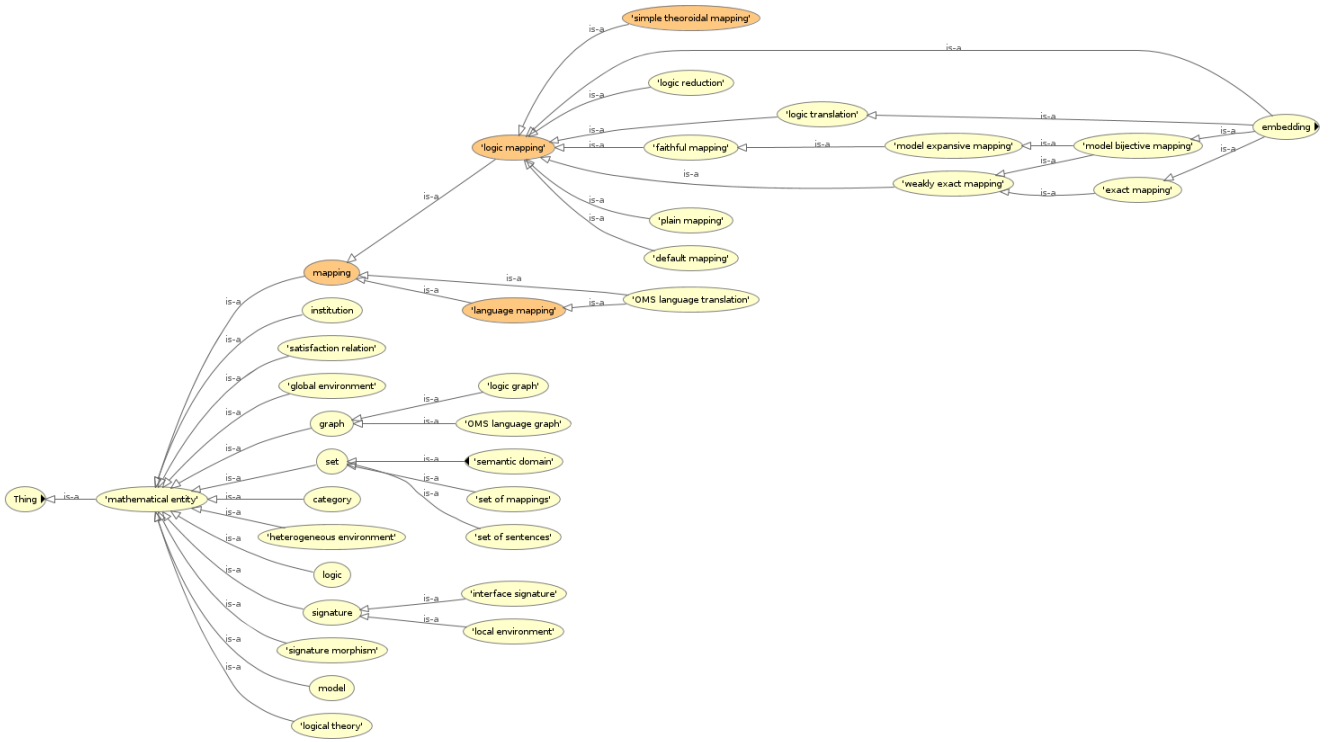 'simple theoroidal mapping'
is-a
is-a
'logic reduction'
is-a
'logic translation'
is-a
is-a
embedding
is-a
'logic mapping'
is-a
'faithful mapping'
is-a
'model expansive mapping'
is-a
'model bijective mapping'
is-a
is-a
is-a
'weakly exact mapping'
is-a
'exact mapping'
is-a
is-a
'plain mapping'
is-a
'default mapping'
mapping
is-a
is-a
is-a
'OMS language translation'
is-a
'language mapping'
is-a
institution
is-a
'satisfaction relation'
is-a
'global environment'
is-a
'logic graph'
is-a
graph
is-a
'OMS language graph'
is-a
set
is-a
'semantic domain'
is-a
is-a
'set of mappings'
is-a
Thing
is-a
'mathematical entity'
is-a
category
'heterogeneous environment'
'set of sentences'
is-a
logic
is-a
'interface signature'
is-a
signature
is-a
'local environment'
is-a
'signature morphism'
is-a
model
is-a
'logical theory'